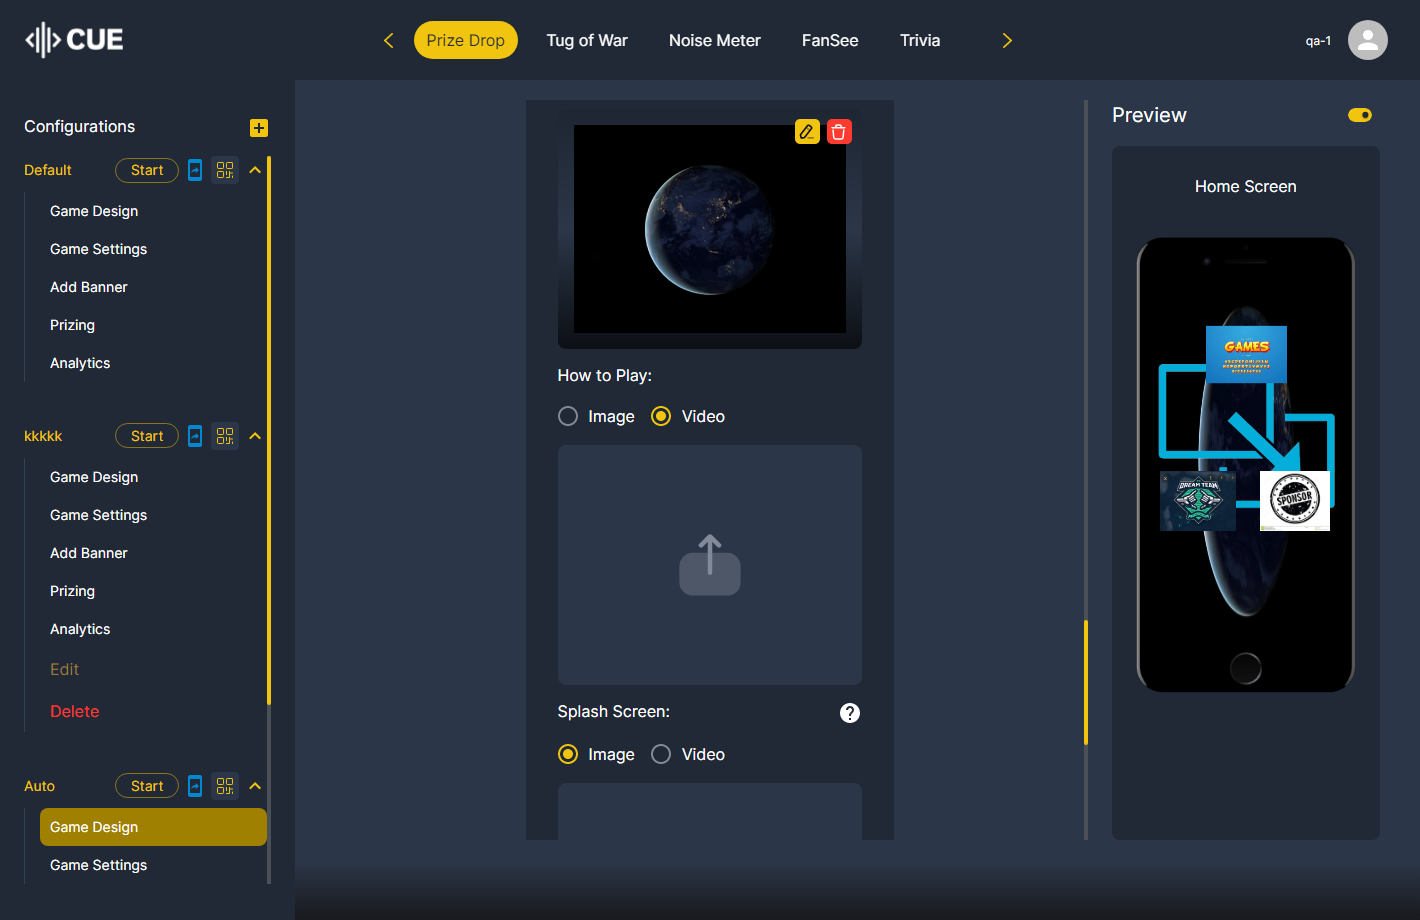 CUE
Prize Drop
Tug of War
Noise Meter
FanSee
Trivia
qa-1
Configurations
Default
Start
Game Design
Game Settings
Add Banner
Prizing
Analytics
kkkkk
Start
Game Design
Game Settings
Add Banner
Prizing
Analytics
Edit
Delete
Auto
Start
Game Design
Game Settings
How to Play:
Image
Video
Splash Screen:
Image
Video
Preview
Home Screen
GAMES
DREAM TEAM
SPONSOR